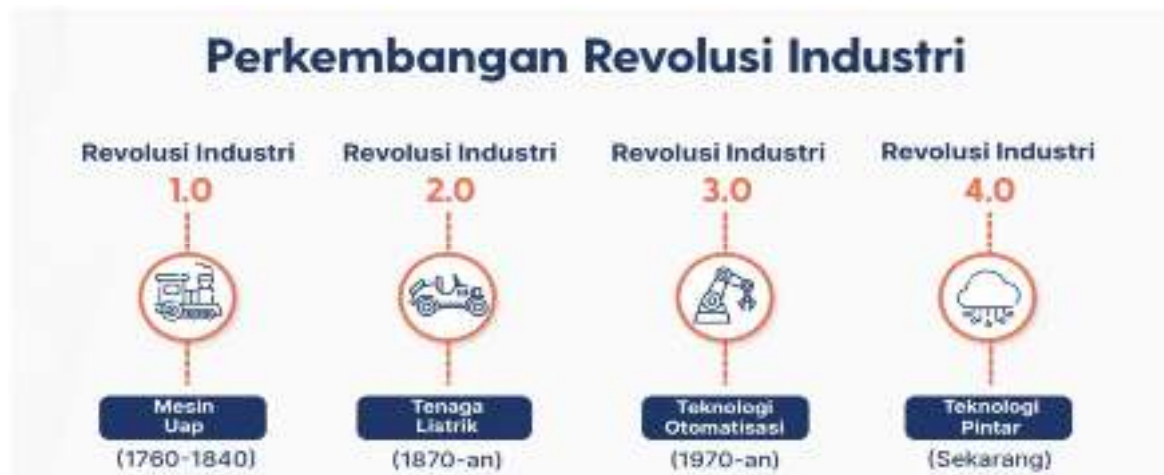 Perkembangan Revolusi Industri
Revolusi Industri
1.0
Mesin
Uap
(1760-1840)
Revolusi Industri
2.0
Tenaga
Listrik
(1870-an)
Revolusi Industri
3.0
Teknologi
Otomatisasi
(1970-an)
Revolusi Industri
4.0
Teknologi
Pintar
(Sekarang)